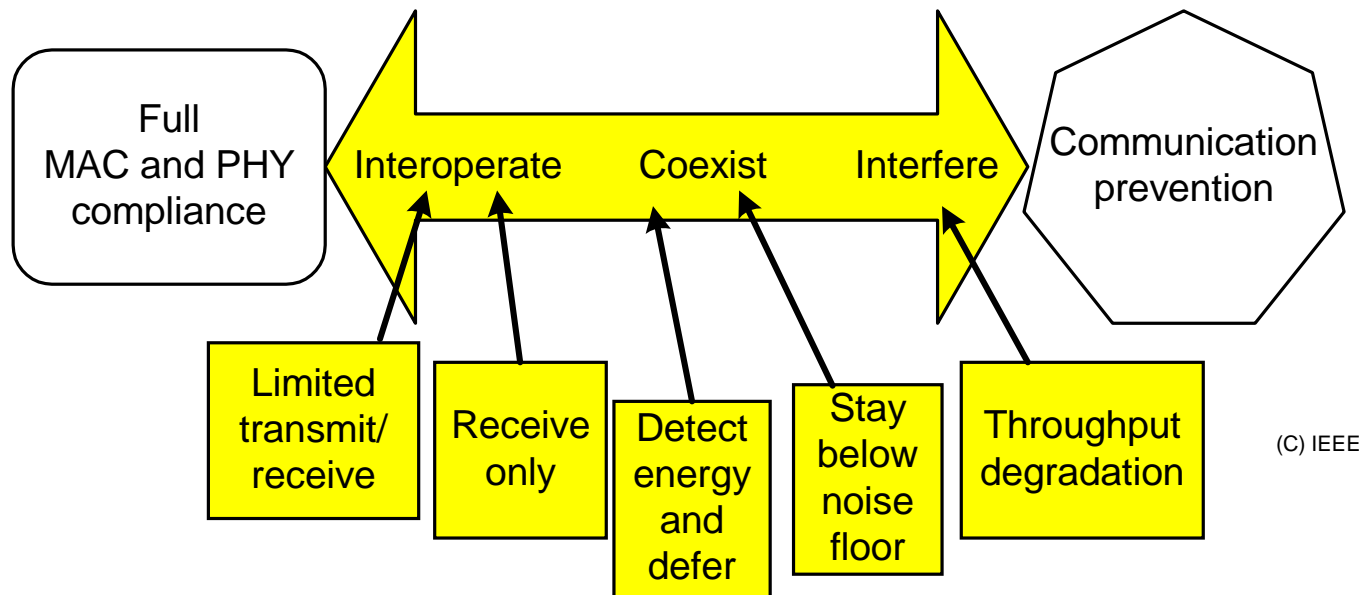 Full
MAC and PHY
compliance
Interoperate
Coexist
Interfere
Communication
prevention
Limited
transmit/
receive
Receive
only
Detect
energy
and
defer
Stay
below
noise
floor
Throughput
degradation
(C) IEEE